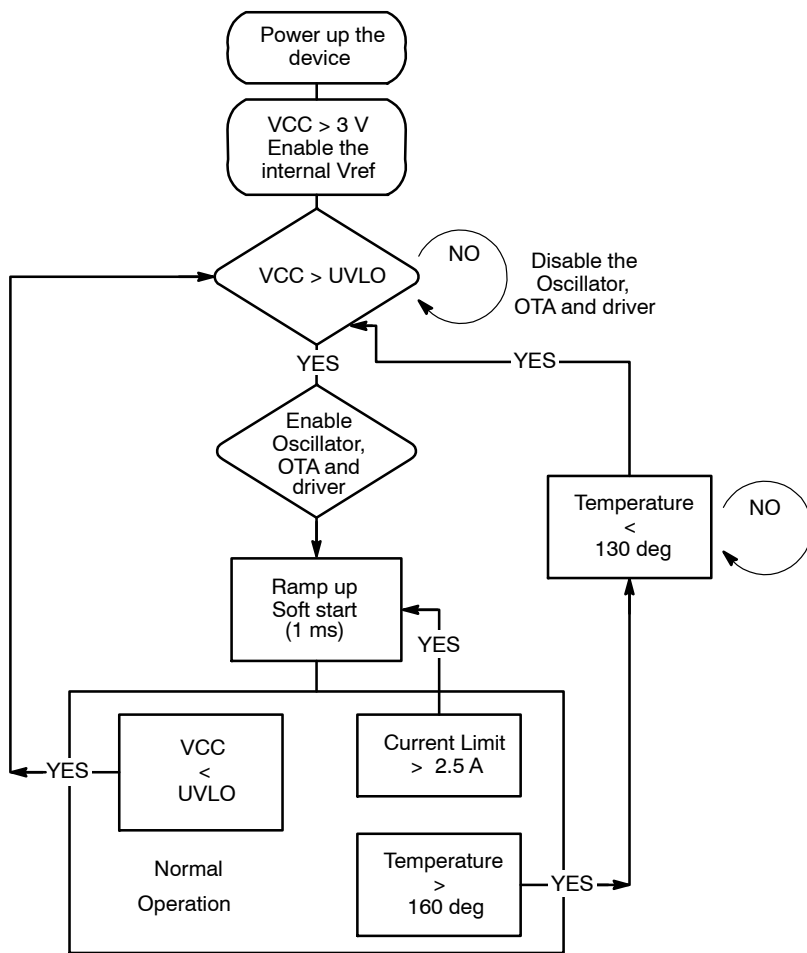 Power up the
device
VCC > 3 V
Enable the
internal Vref
VCC > UVLO
NO
Disable the
Oscillator,
OTA and driver
YES
YES
Enable
Oscillator,
OTA and
driver
Temperature
<
130 deg
NO
Ramp up
Soft start
(1 ms)
YES
VCC
<
UVLO
YES
Current Limit
> 2.5 A
Normal
Operation
Temperature
>
160 deg
YES